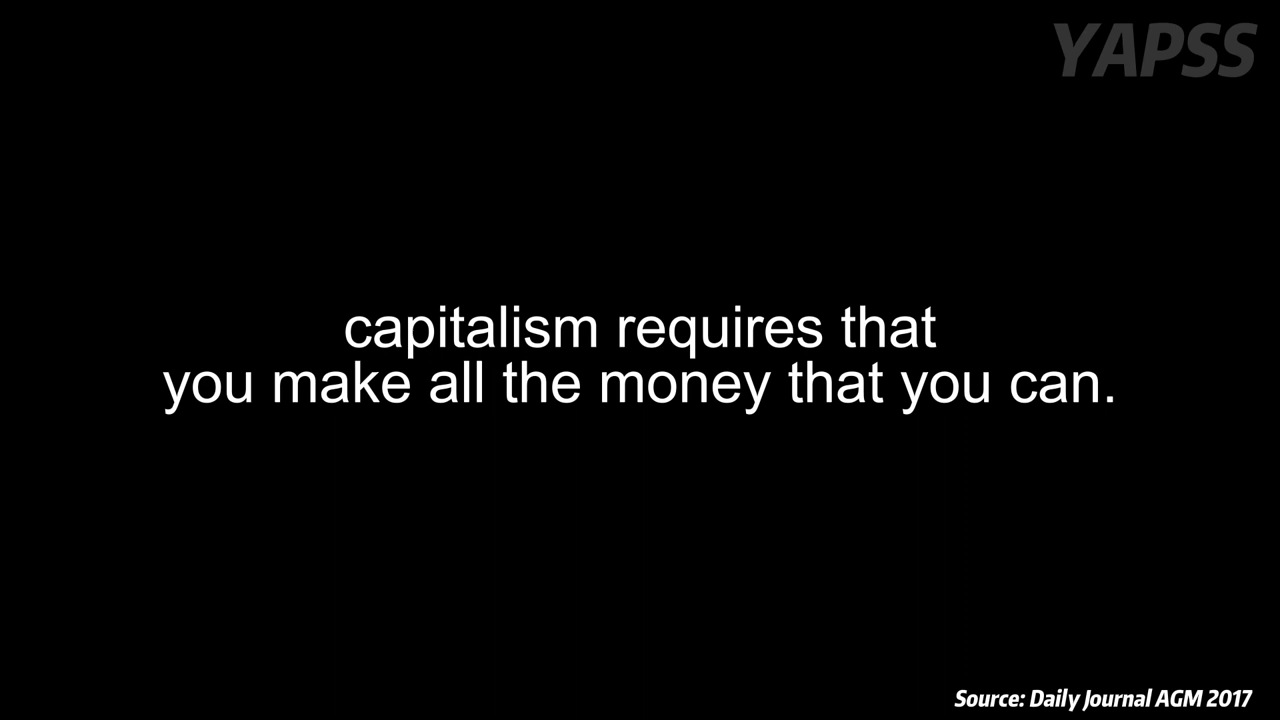 YAPSS
capitalism requires that
you make all the money that you can.
Source: Daily Journal AGM 2017